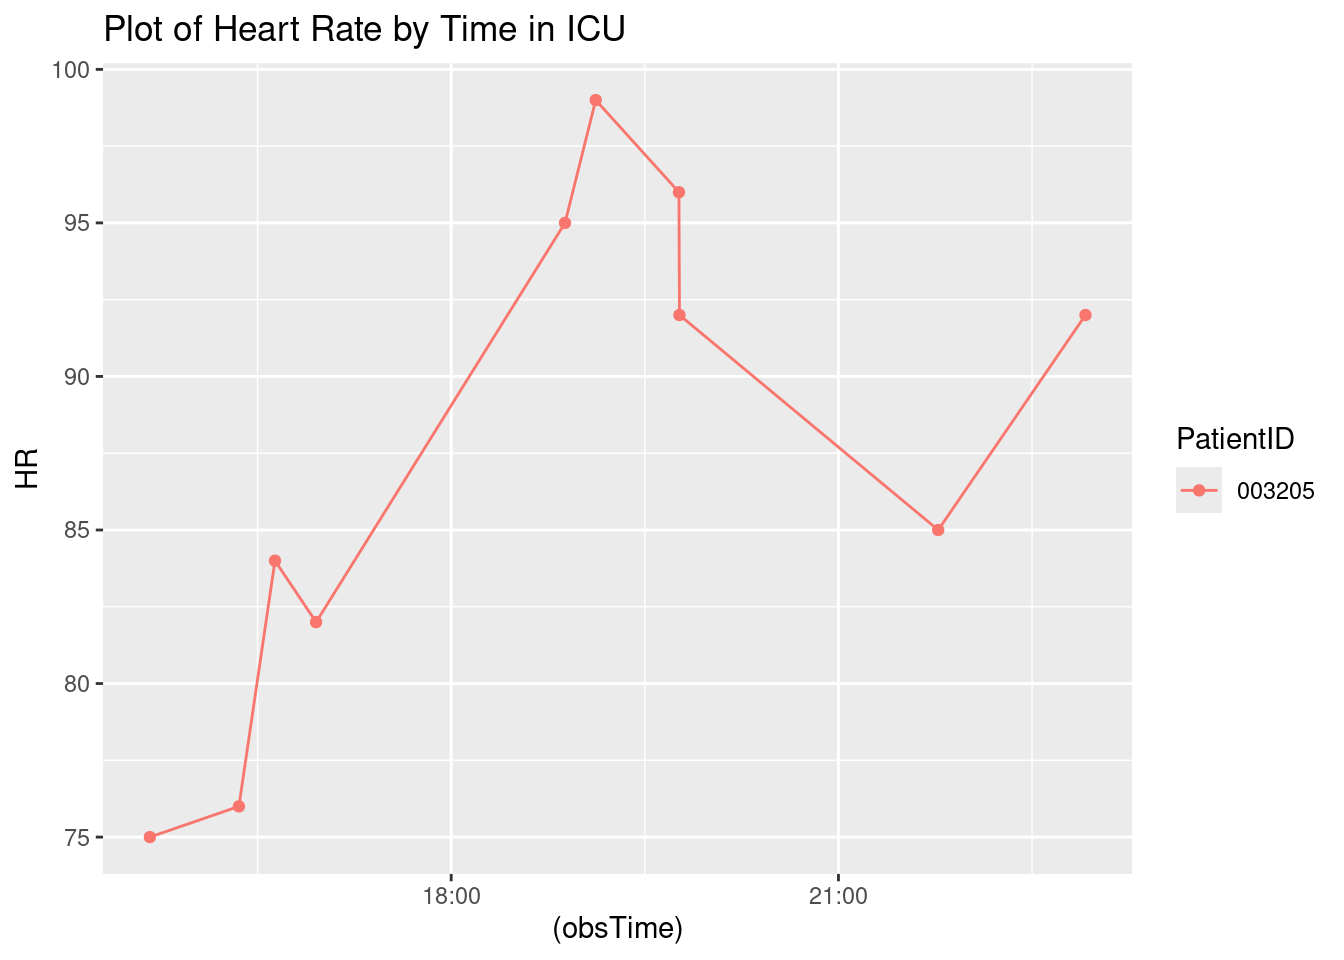 Plot of Heart Rate by Time in ICU
100
95
90
85
80
75
HR
18:00
21:00
(obsTime)
PatientID
003205